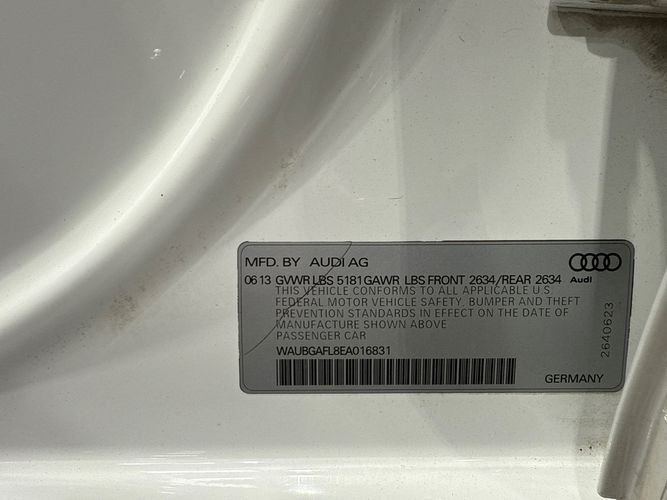 MFD. BY AUDI AG
06 13 GVWR LBS 5181 GAWR LBS FRONT 2634/REAR 2634
Audi
THIS VEHICLE CONFORMS TO ALL APPLICABLE U.S
FEDERAL MOTOR VEHICLE SAFETY. BUMPER AND THEFT
PREVENTION STANDARDS IN EFFECT ON THE DATE OF
MANUFACTURE SHOWN ABOVE
PASSENGER CAR
WAUBGAFL8EA016831
GERMANY
2640623